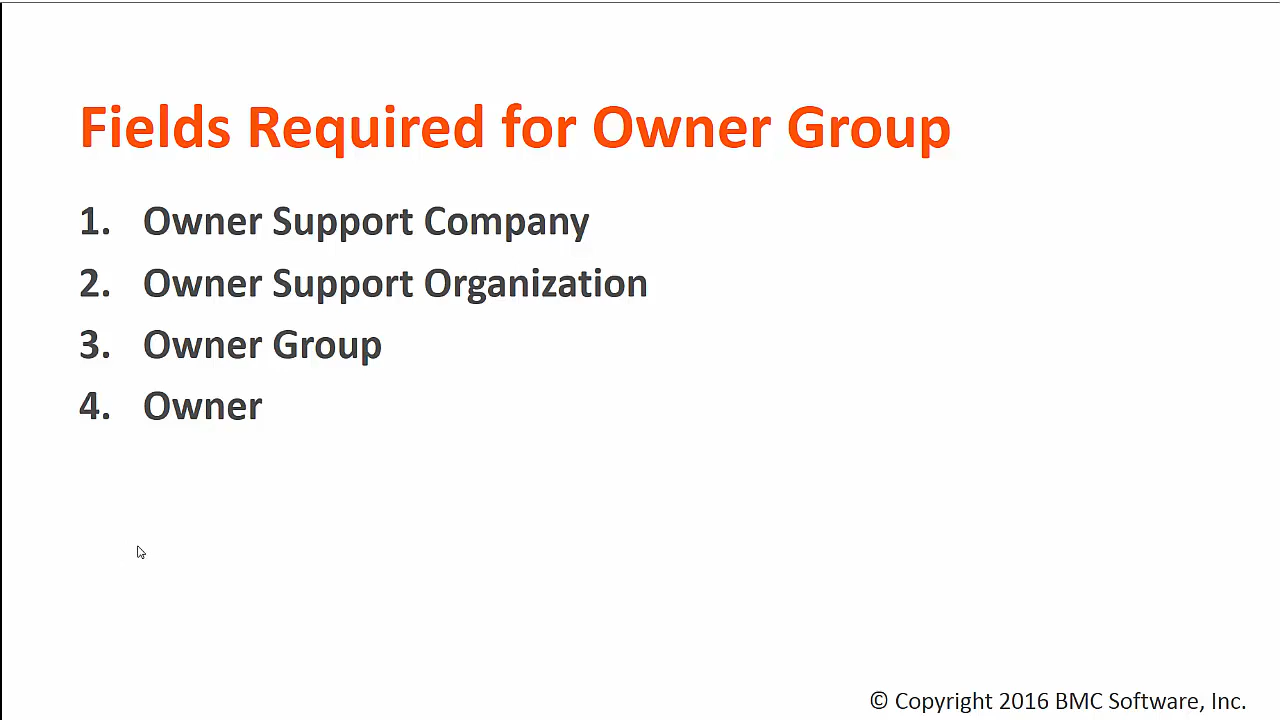 Fields Required for Owner Group
1. Owner Support Company
2. Owner Support Organization
3. Owner Group
4. Owner
© Copyright 2016 BMC Software, Inc.